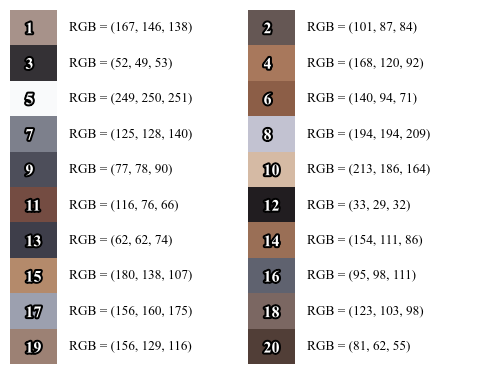 1 RGB = (167, 146, 138) 2 RGB = (101, 87, 84)
3 RGB = (52, 49, 53) 4 RGB = (168, 120, 92)
5 RGB = (249, 250, 251) 6 RGB = (140, 94, 71)
7 RGB = (125, 128, 140) 8 RGB = (194, 194, 209)
9 RGB = (77, 78, 90) 10 RGB = (213, 186, 164)
11 RGB = (116, 76, 66) 12 RGB = (33, 29, 32)
13 RGB = (62, 62, 74) 14 RGB = (154, 111, 86)
15 RGB = (180, 138, 107) 16 RGB = (95, 98, 111)
17 RGB = (156, 160, 175) 18 RGB = (123, 103, 98)
19 RGB = (156, 129, 116) 20 RGB = (81, 62, 55)